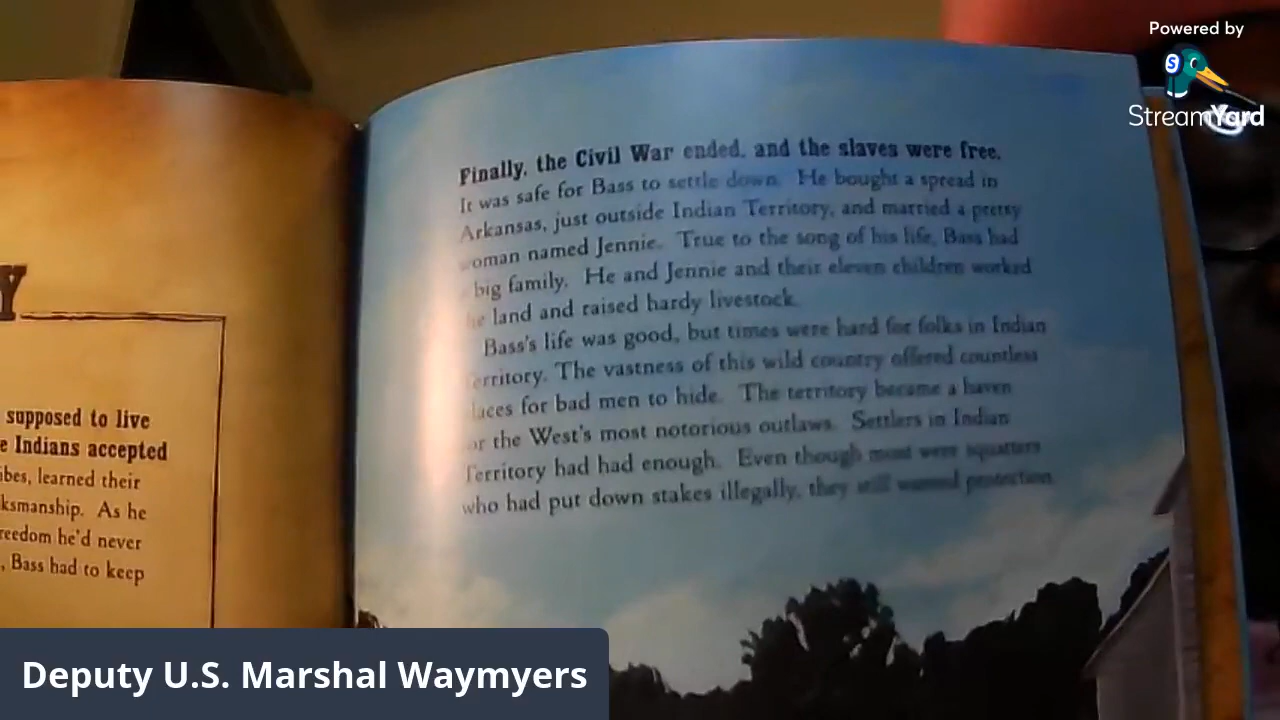 Powered by
StreamYard
Y
supposed to live
e Indians accepted
ibes, learned their
ksmanship. As he
reedom he'd never
, Bass had to keep
Finally, the Civil War ended, and the slaves were free.
It was safe for Bass to settle down. He bought a spread in
Arkansas, just outside Indian Territory, and married a pretty
oman named Jennie. True to the song of his life, Bass had
big family. He and Jennie and their eleven children worked
he land and raised hardy livestock.
Bass's life was good, but times were hard for folks in Indian
erritory. The vastness of this wild country offered countless
laces for bad men to hide. The territory became a haven
or the West's most notorious outlaws. Settlers in Indian
Territory had had enough. Even though most were squatters
who had put down stakes illegally, they still wanted protection.
Deputy U.S. Marshal Waymyers